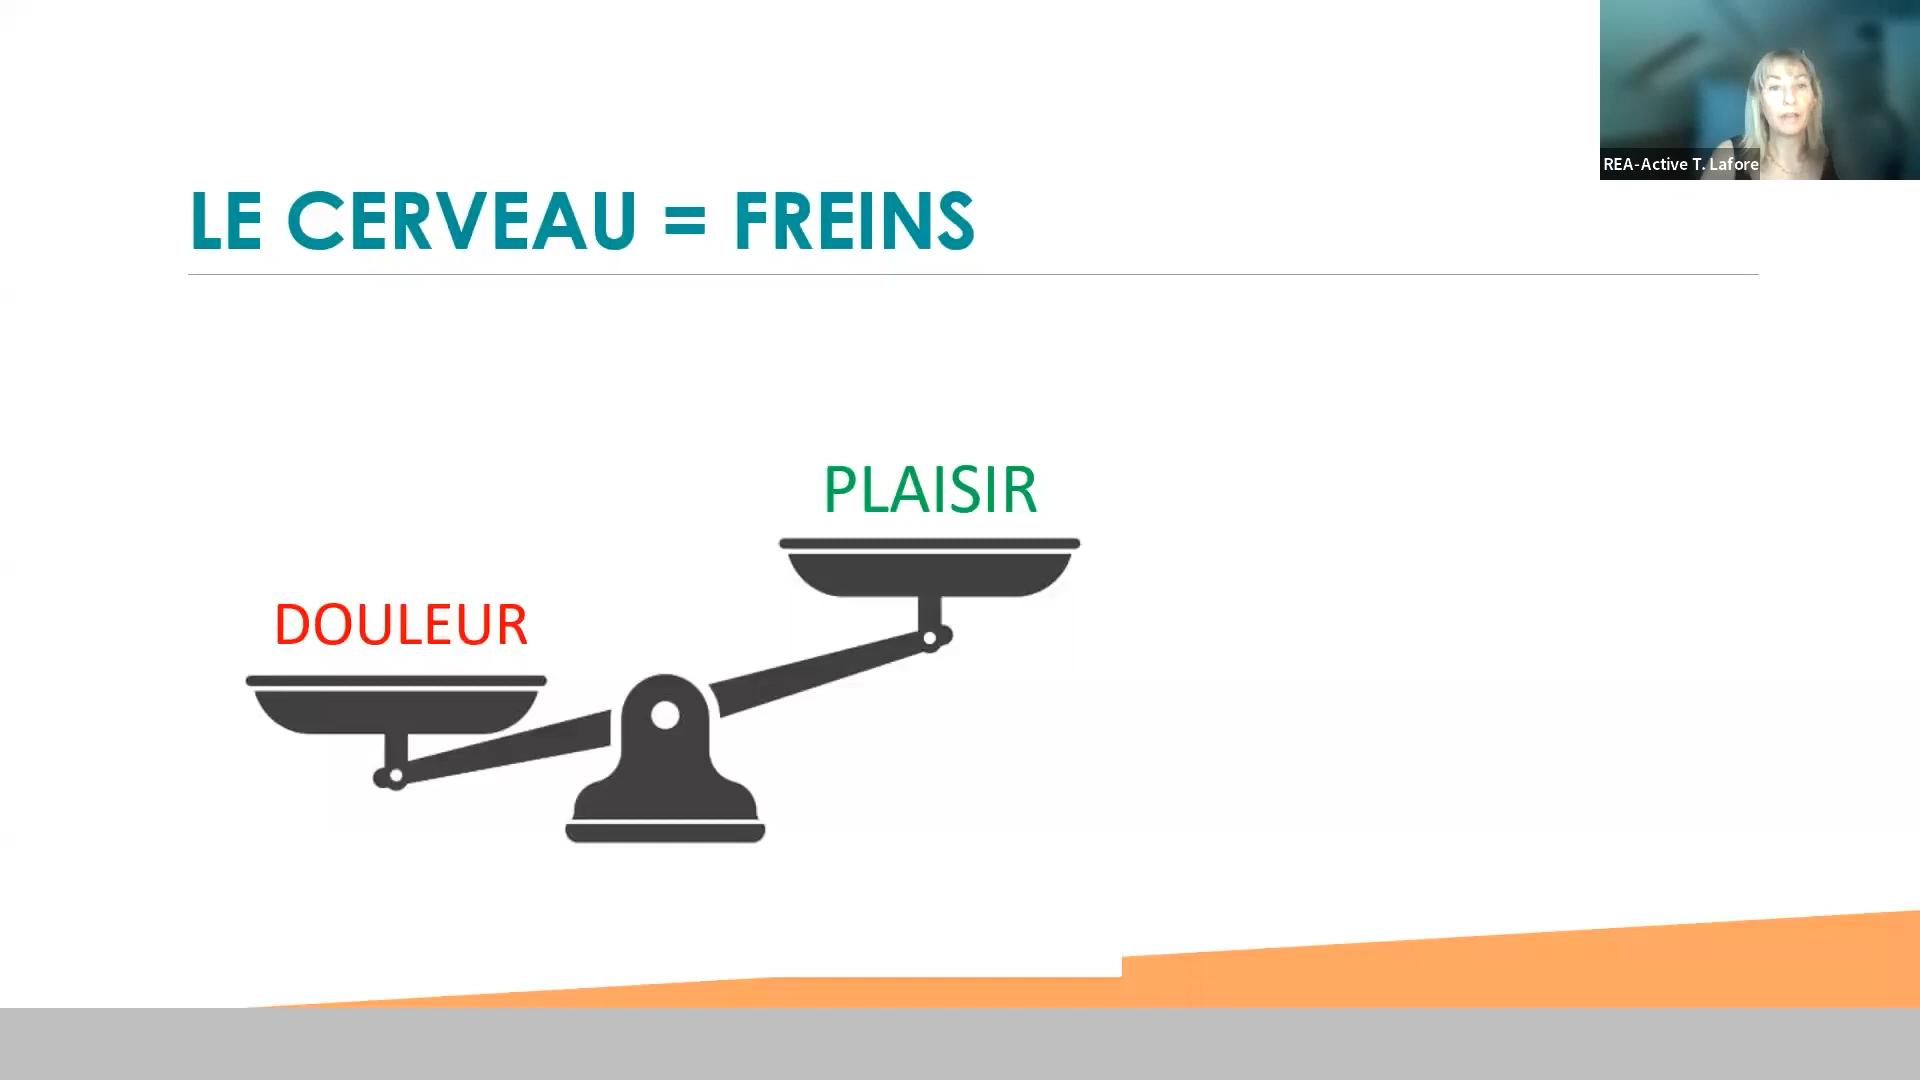 REA-Active T. Lafore
LE CERVEAU = FREINS
PLAISIR
DOULEUR